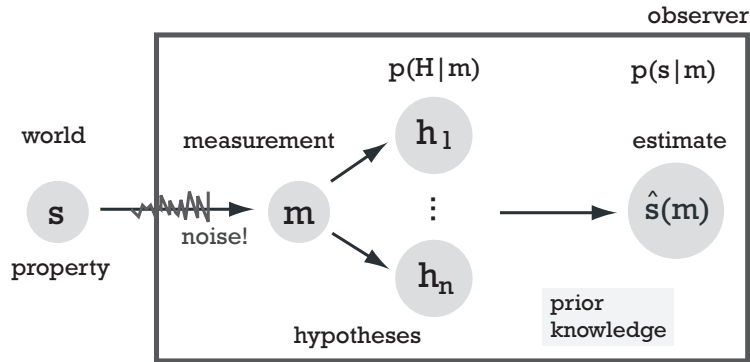 observer
p(H|m)
p(s|m)
world
measurement
h1
estimate
s
noise!
m
⋮
ŝ(m)
property
hn
prior
knowledge
hypotheses